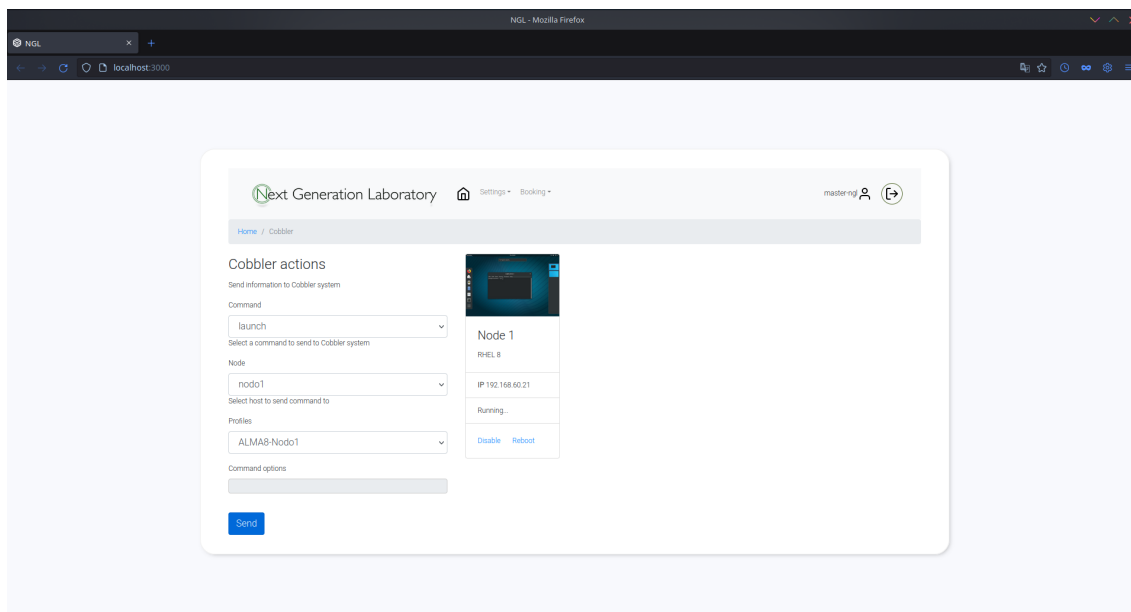 NGL - Mozilla Firefox
NGL
localhost:3000
Next Generation Laboratory
Settings
Booking
master-ngl
Home / Cobbler
Cobbler actions
Send information to Cobbler system
Command
launch
Select a command to send to Cobbler system
Node
nodo1
Select host to send command to
Profiles
ALMA8-Nodo1
Command options
Send
Node 1
RHEL 8
IP 192.168.60.21
Running...
Disable Reboot